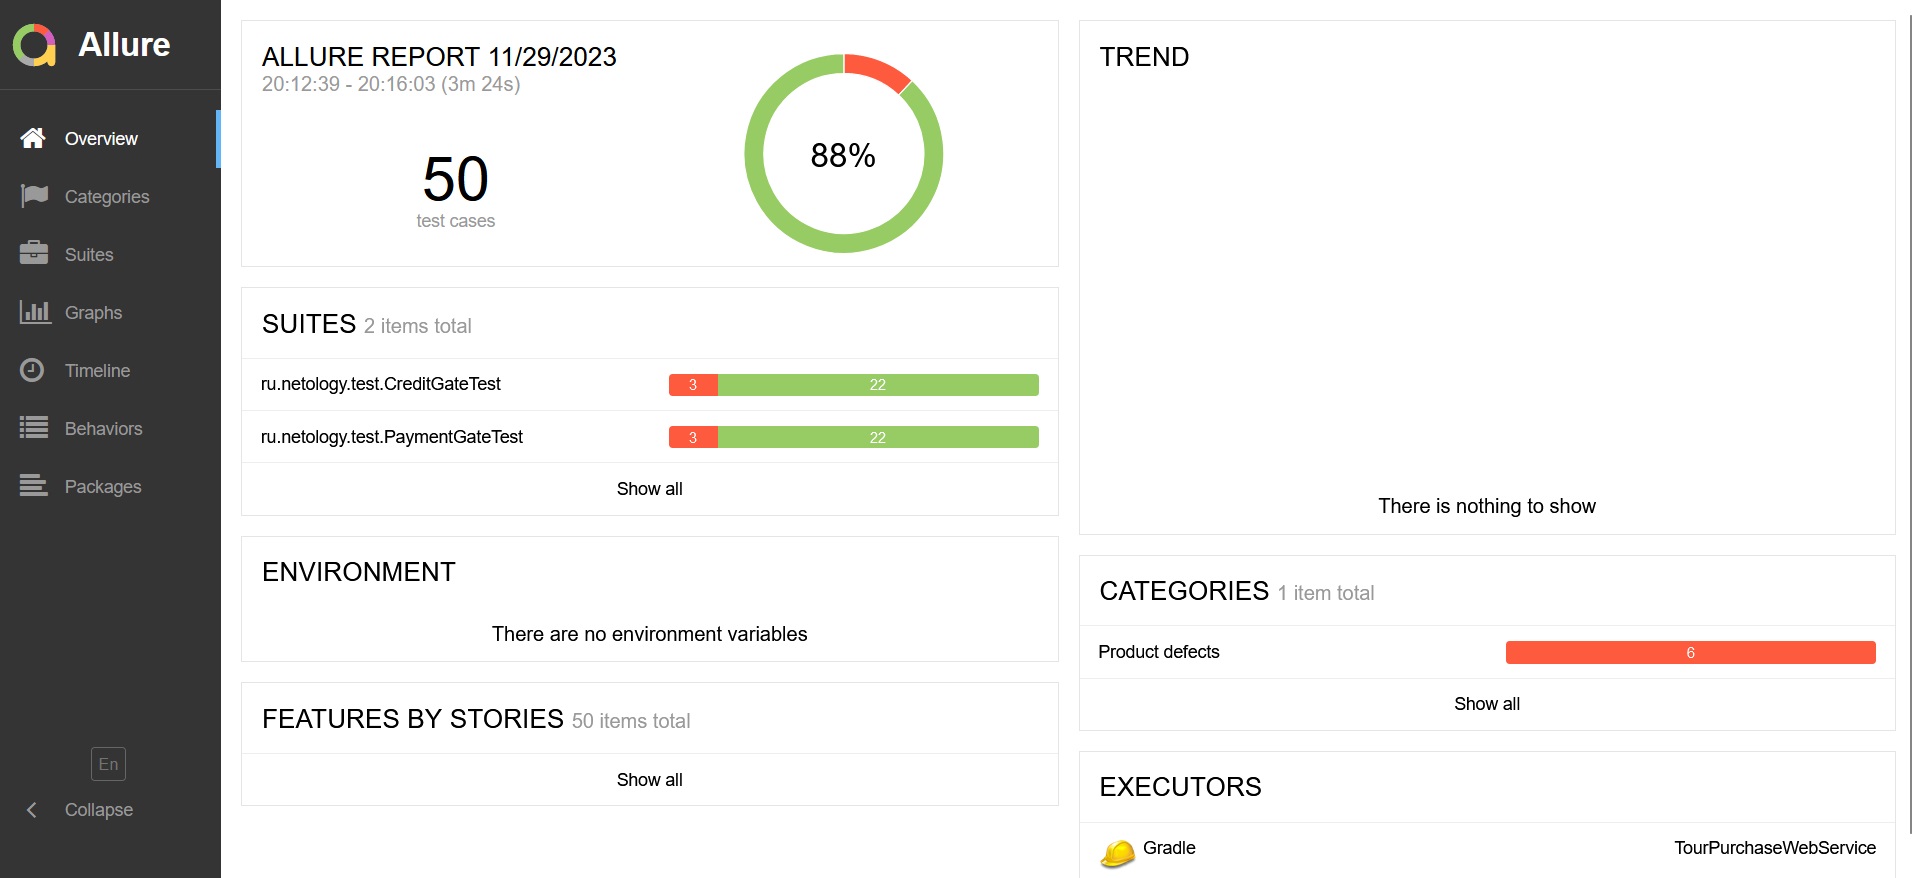 Allure
Overview
Categories
Suites
Graphs
Timeline
Behaviors
Packages
En
Collapse
ALLURE REPORT 11/29/2023
20:12:39 - 20:16:03 (3m 24s)
50
test cases
88%
SUITES 2 items total
ru.netology.test.CreditGateTest 3 22
ru.netology.test.PaymentGateTest 3 22
Show all
ENVIRONMENT
There are no environment variables
FEATURES BY STORIES 50 items total
Show all
TREND
There is nothing to show
CATEGORIES 1 item total
Product defects 6
Show all
EXECUTORS
Gradle TourPurchaseWebService